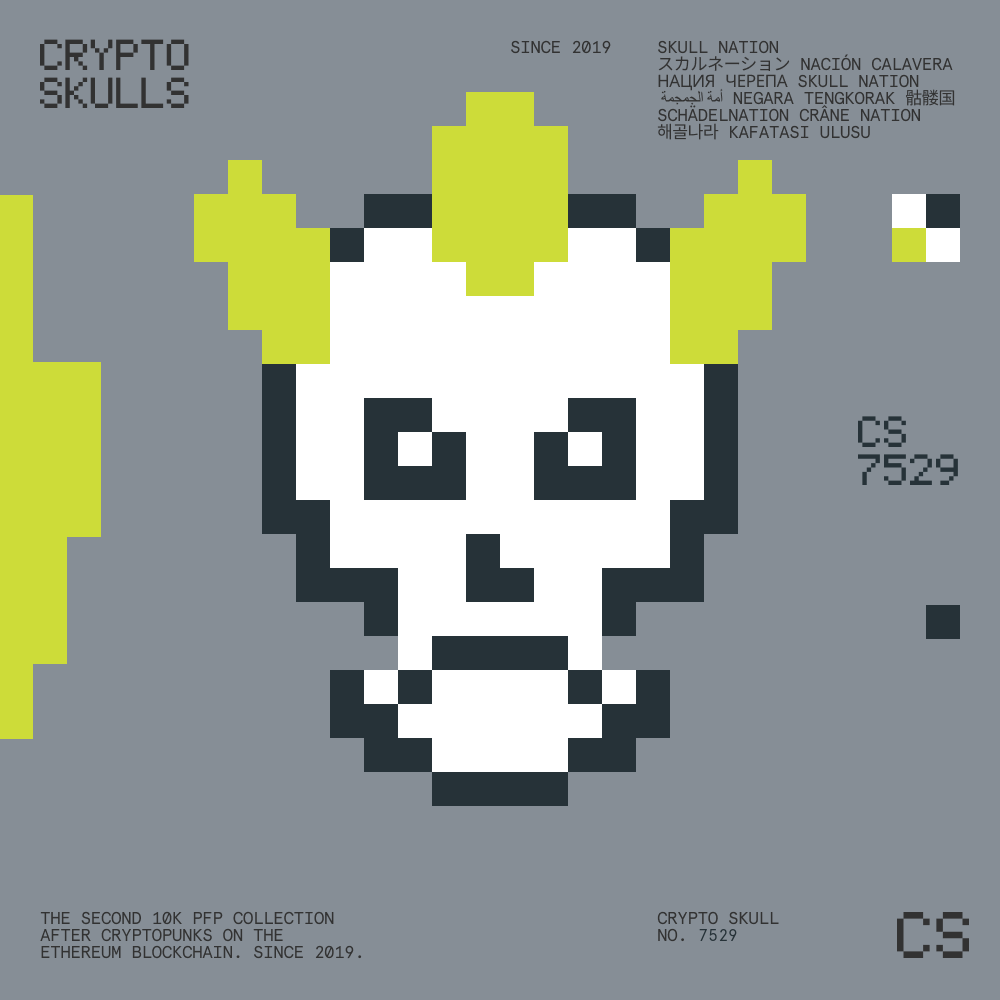 CRYPTO
SKULLS
SINCE 2019
SKULL NATION
スカルネーション NACIÓN CALAVERA
НАЦИЯ ЧЕРЕПА SKULL NATION
أمة الجمجمة NEGARA TENGKORAK 骷髅国
SCHÄDELNATION CRÂNE NATION
해골나라 KAFATASI ULUSU
CS
7529
THE SECOND 10K PFP COLLECTION
AFTER CRYPTOPUNKS ON THE
ETHEREUM BLOCKCHAIN. SINCE 2019.
CRYPTO SKULL
NO. 7529
CS